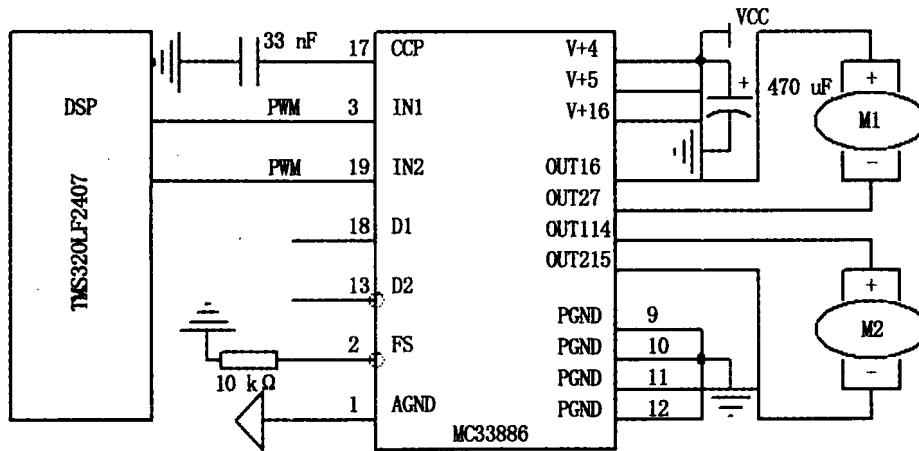 DSP
TMS320LF2407
33 nF
17 CCP
PWM 3 IN1
PWM 19 IN2
18 D1
13 D2
2 FS
10 kΩ
1 AGND
MC33886
V+4
V+5
V+16
OUT16
OUT27
OUT114
OUT215
PGND 9
PGND 10
PGND 11
PGND 12
VCC
+
470 uF
+
M1
-
+
M2
-